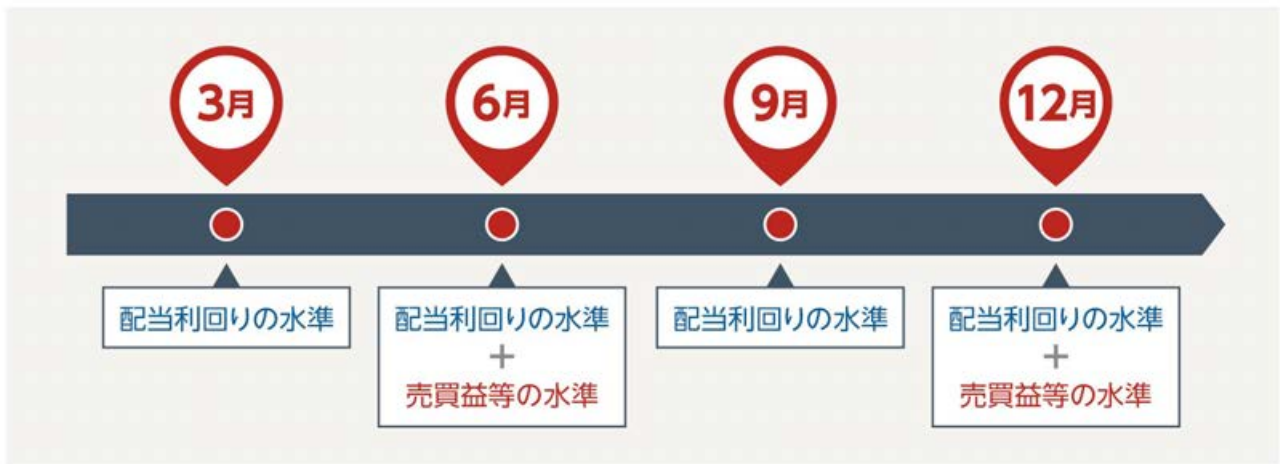 3月
6月
9月
12月
配当利回りの水準
配当利回りの水準
+
売買益等の水準
配当利回りの水準
配当利回りの水準
+
売買益等の水準